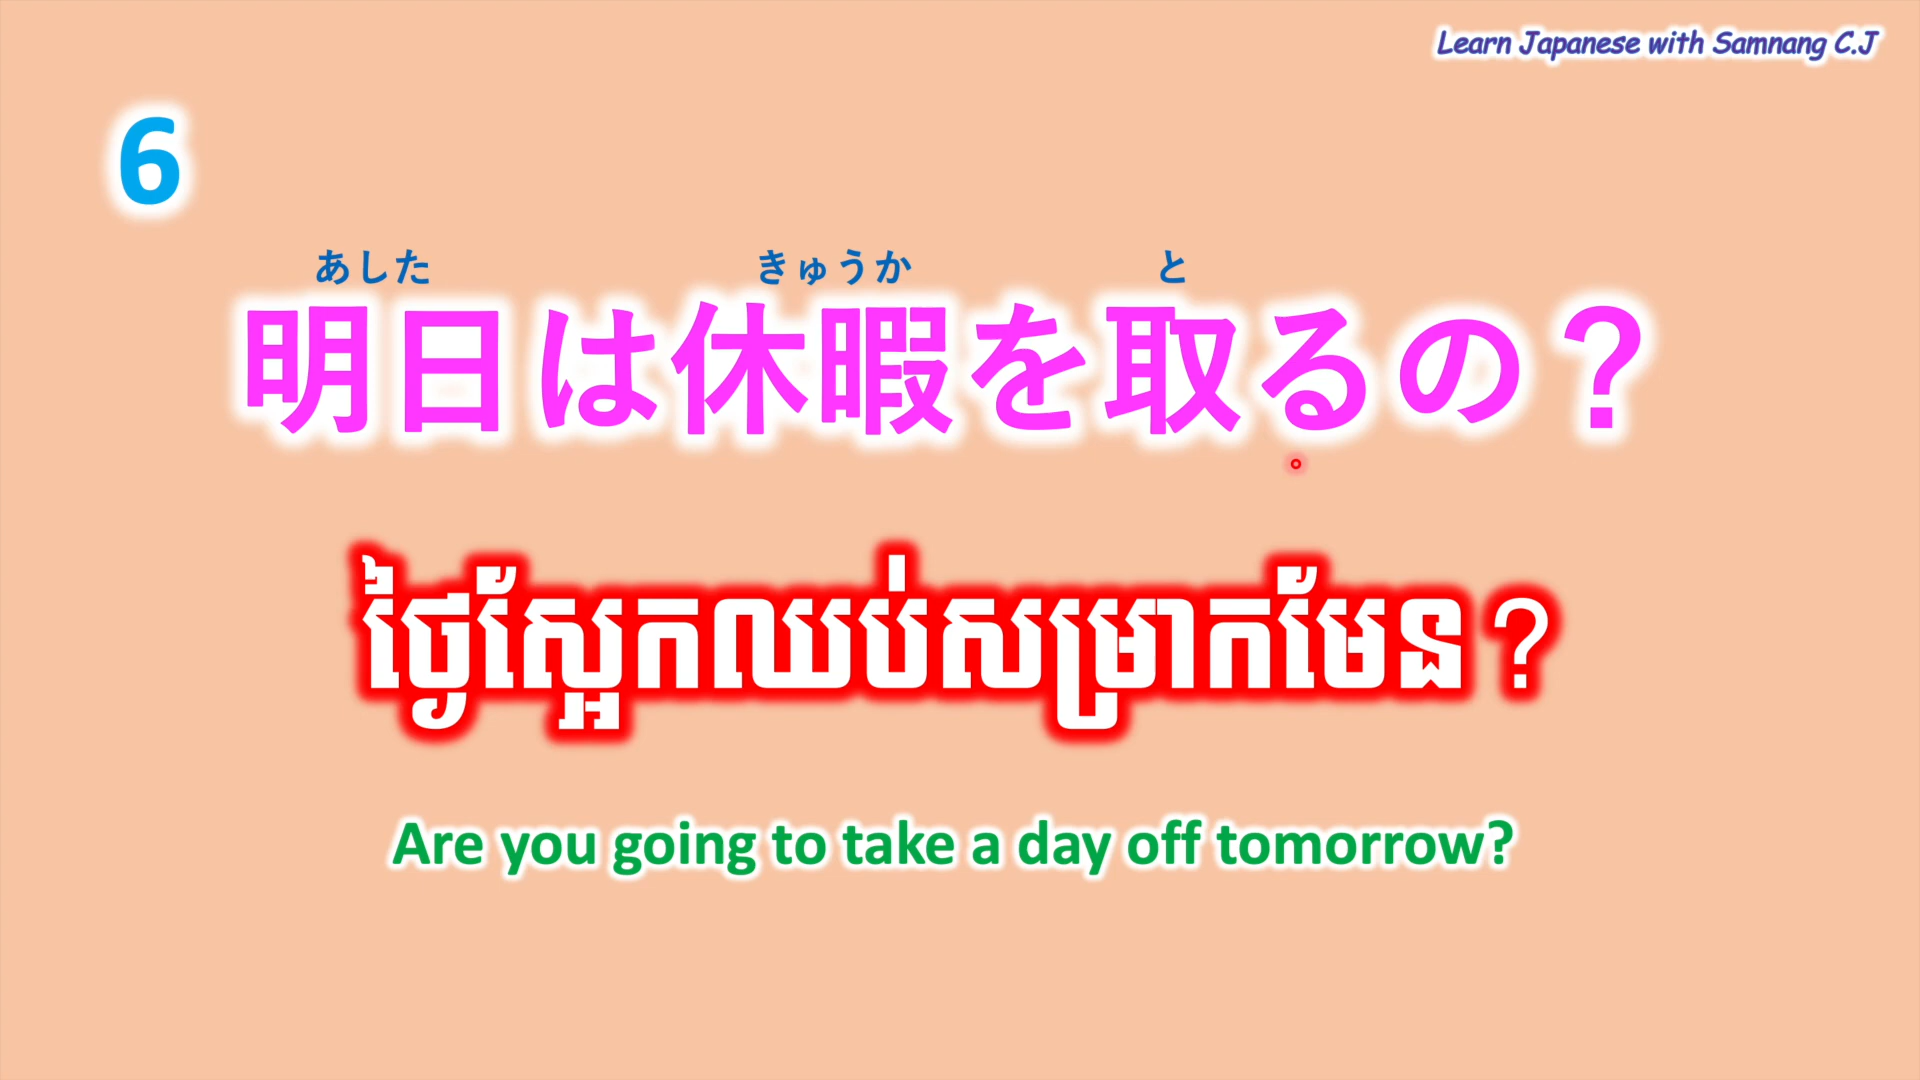 Learn Japanese with Samnang C.J
6
あした きゅうか と
明日は休暇を取るの？
ថ្ងៃស្អែកឈប់សម្រាកមែន？
Are you going to take a day off tomorrow?